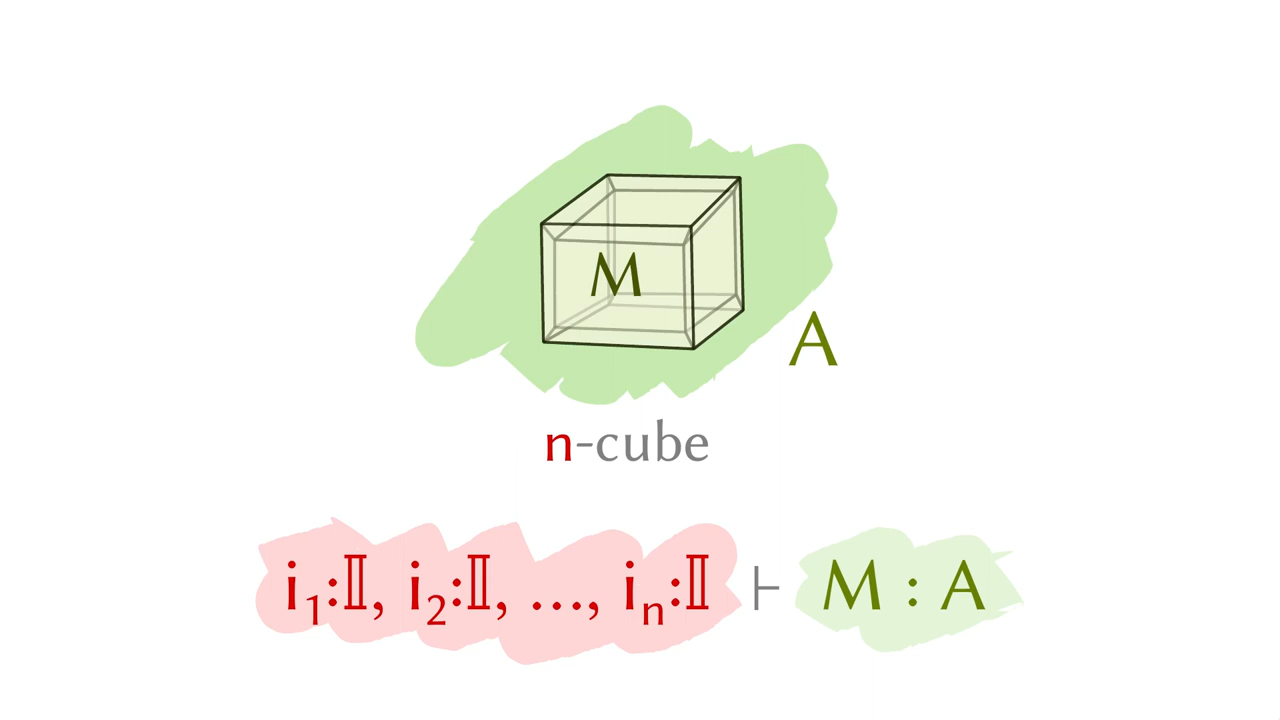 M
A
n-cube
i₁:𝕀, i₂:𝕀, ..., iₙ:𝕀 ⊢ M : A